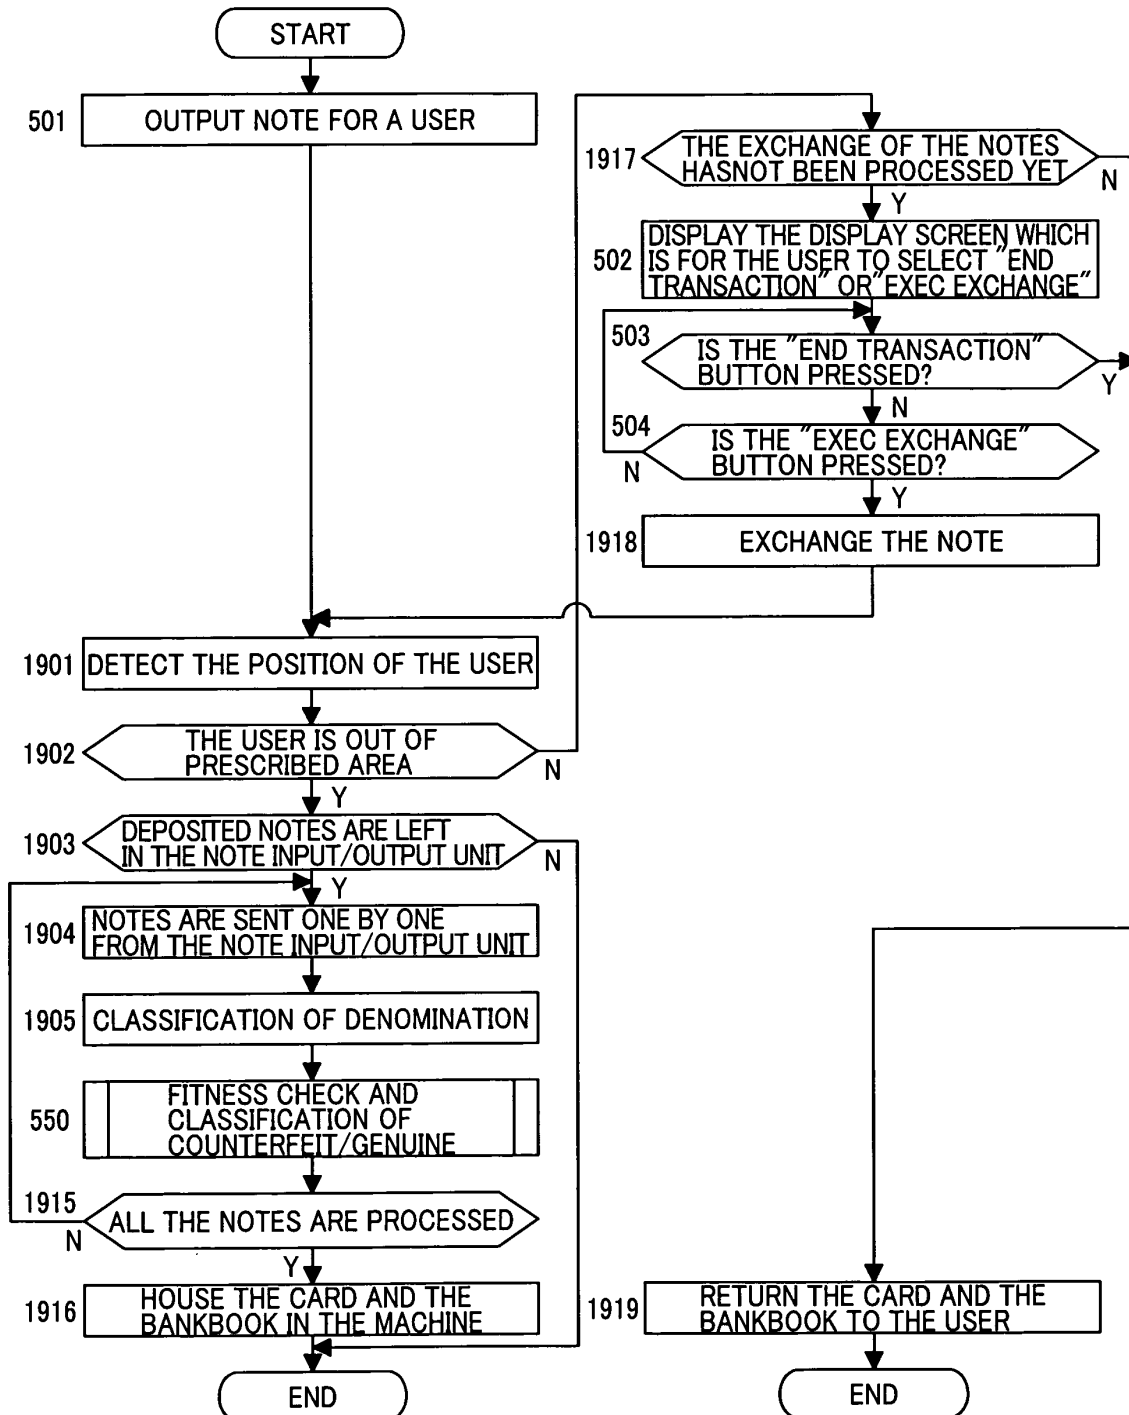 START
501
OUTPUT NOTE FOR A USER
1917
THE EXCHANGE OF THE NOTES
HASNOT BEEN PROCESSED YET
N
Y
502
DISPLAY THE DISPLAY SCREEN WHICH
IS FOR THE USER TO SELECT "END
TRANSACTION" OR"EXEC EXCHANGE"
503
IS THE "END TRANSACTION"
BUTTON PRESSED?
Y
N
504
IS THE "EXEC EXCHANGE"
BUTTON PRESSED?
N
Y
1918
EXCHANGE THE NOTE
1901
DETECT THE POSITION OF THE USER
1902
THE USER IS OUT OF
PRESCRIBED AREA
N
Y
1903
DEPOSITED NOTES ARE LEFT
IN THE NOTE INPUT/OUTPUT UNIT
N
Y
1904
NOTES ARE SENT ONE BY ONE
FROM THE NOTE INPUT/OUTPUT UNIT
1905
CLASSIFICATION OF DENOMINATION
550
FITNESS CHECK AND
CLASSIFICATION OF
COUNTERFEIT/GENUINE
1915
ALL THE NOTES ARE PROCESSED
N
Y
1916
HOUSE THE CARD AND THE
BANKBOOK IN THE MACHINE
END
1919
RETURN THE CARD AND THE
BANKBOOK TO THE USER
END